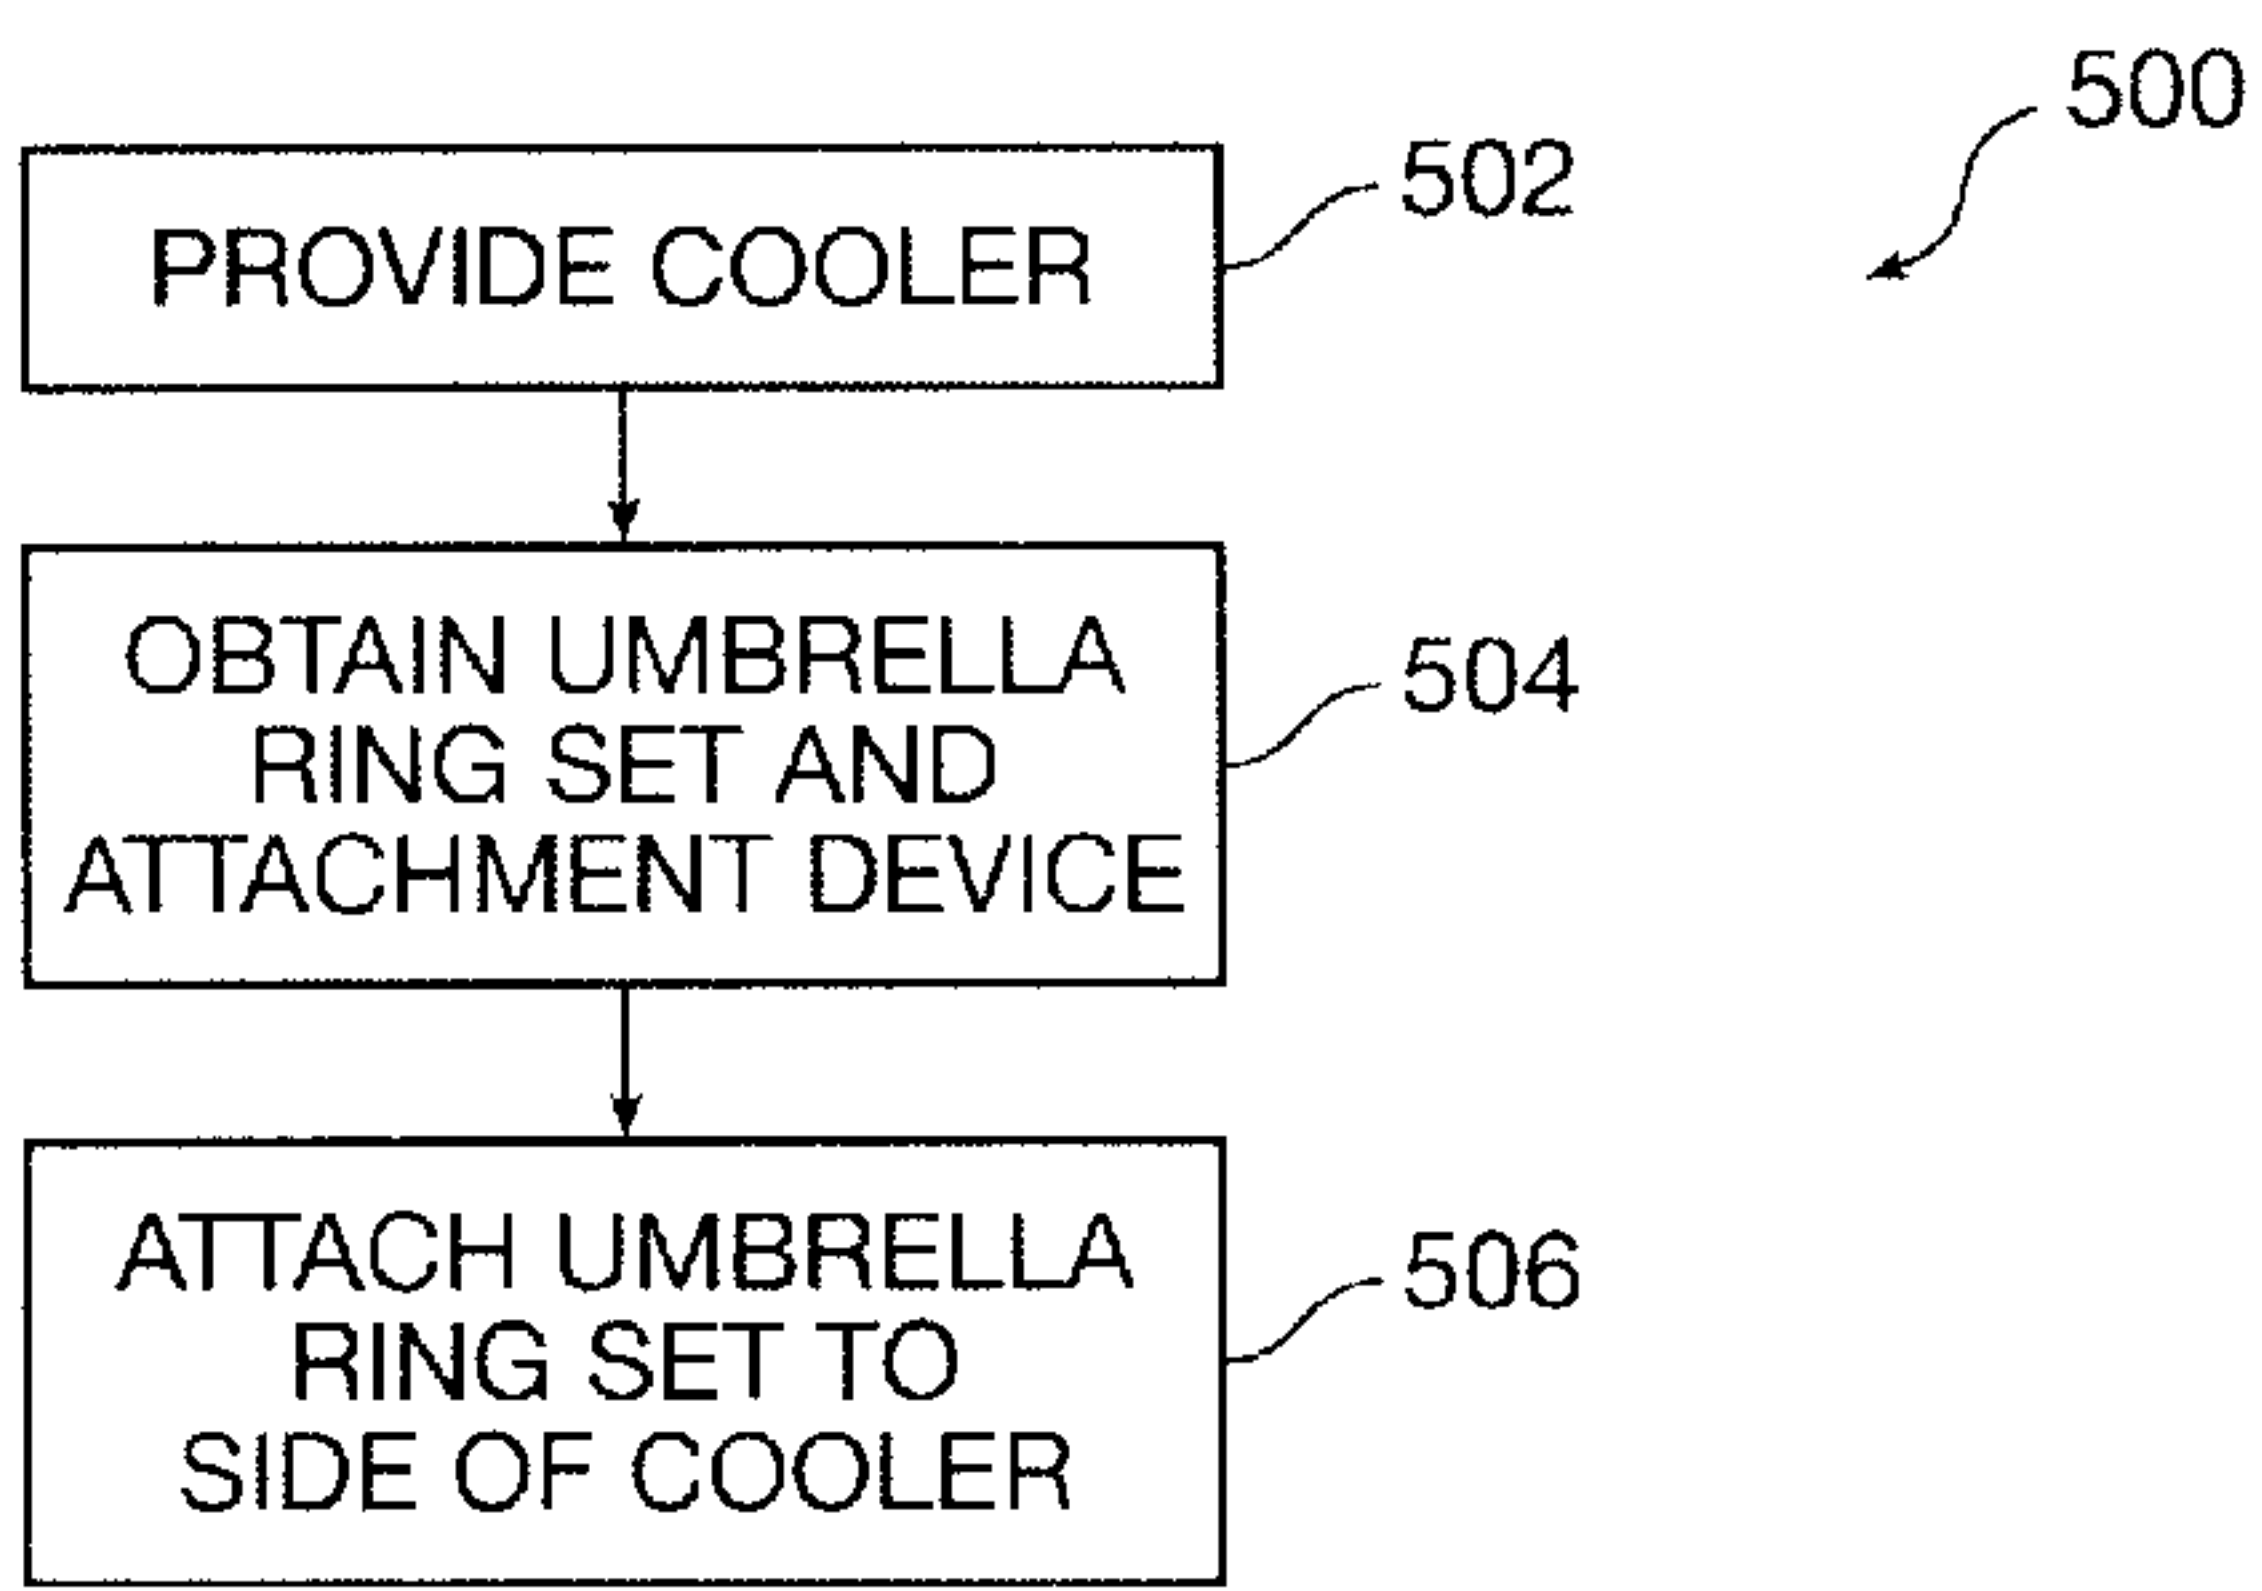 500
PROVIDE COOLER
502
OBTAIN UMBRELLA
RING SET AND
ATTACHMENT DEVICE
504
ATTACH UMBRELLA
RING SET TO
SIDE OF COOLER
506